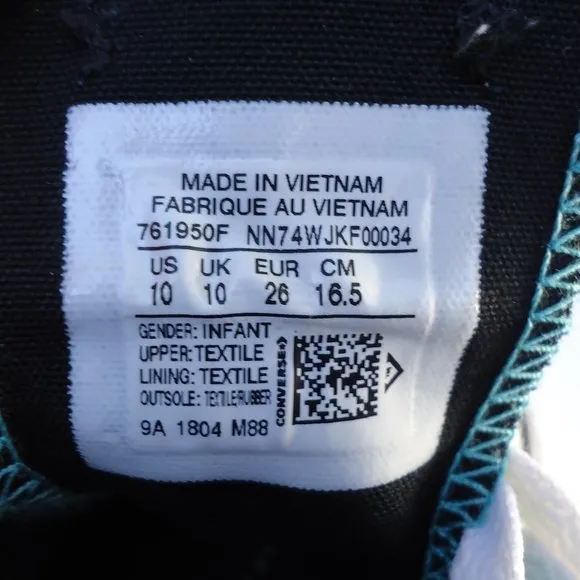 MADE IN VIETNAM
FABRIQUE AU VIETNAM
761950F NN74WJKF00034
US UK EUR CM
10 10 26 16.5
GENDER: INFANT
UPPER: TEXTILE
LINING: TEXTILE
OUTSOLE: TEXTILE/RUBBER
9A 1804 M88
CONVERSE